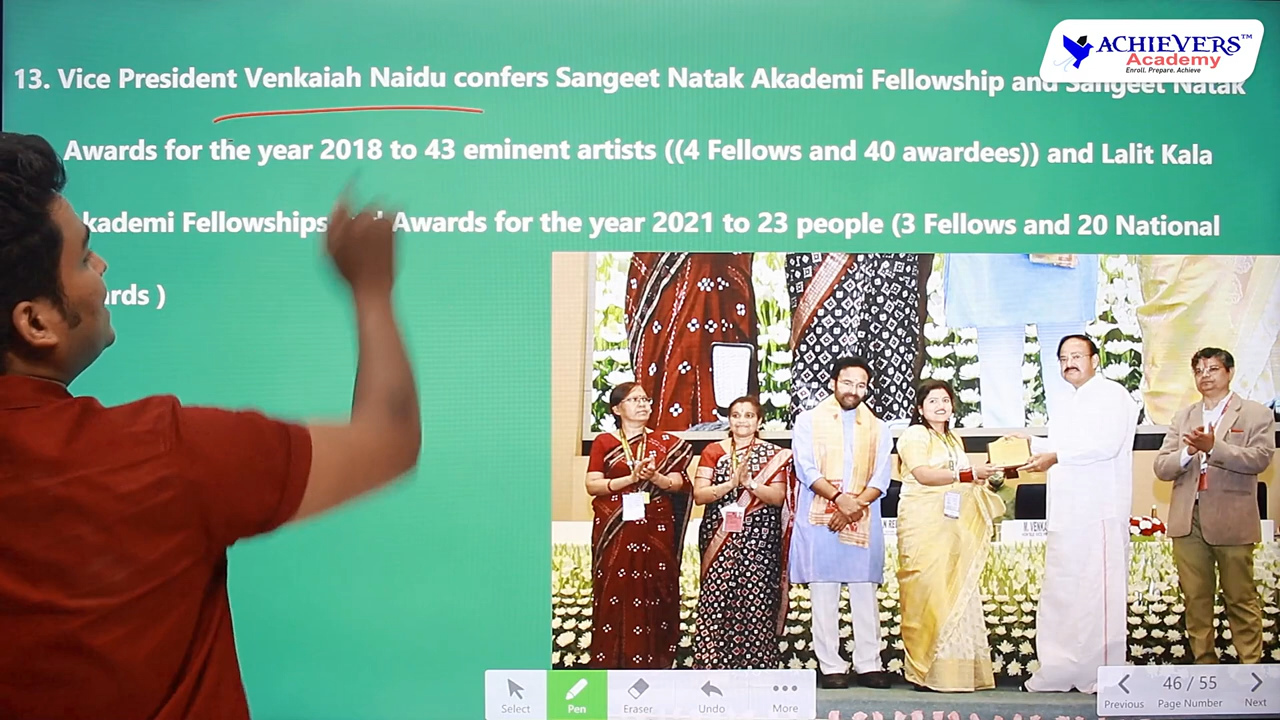 ACHIEVERS™
Academy
Enroll. Prepare. Achieve
13. Vice President Venkaiah Naidu confers Sangeet Natak Akademi Fellowship and Sangeet Natak
Awards for the year 2018 to 43 eminent artists ((4 Fellows and 40 awardees)) and Lalit Kala
kademi Fellowships Awards for the year 2021 to 23 people (3 Fellows and 20 National
rds )
M. VENKA
Select
Pen
Eraser
Undo
More
Previous
46 / 55
Page Number
Next